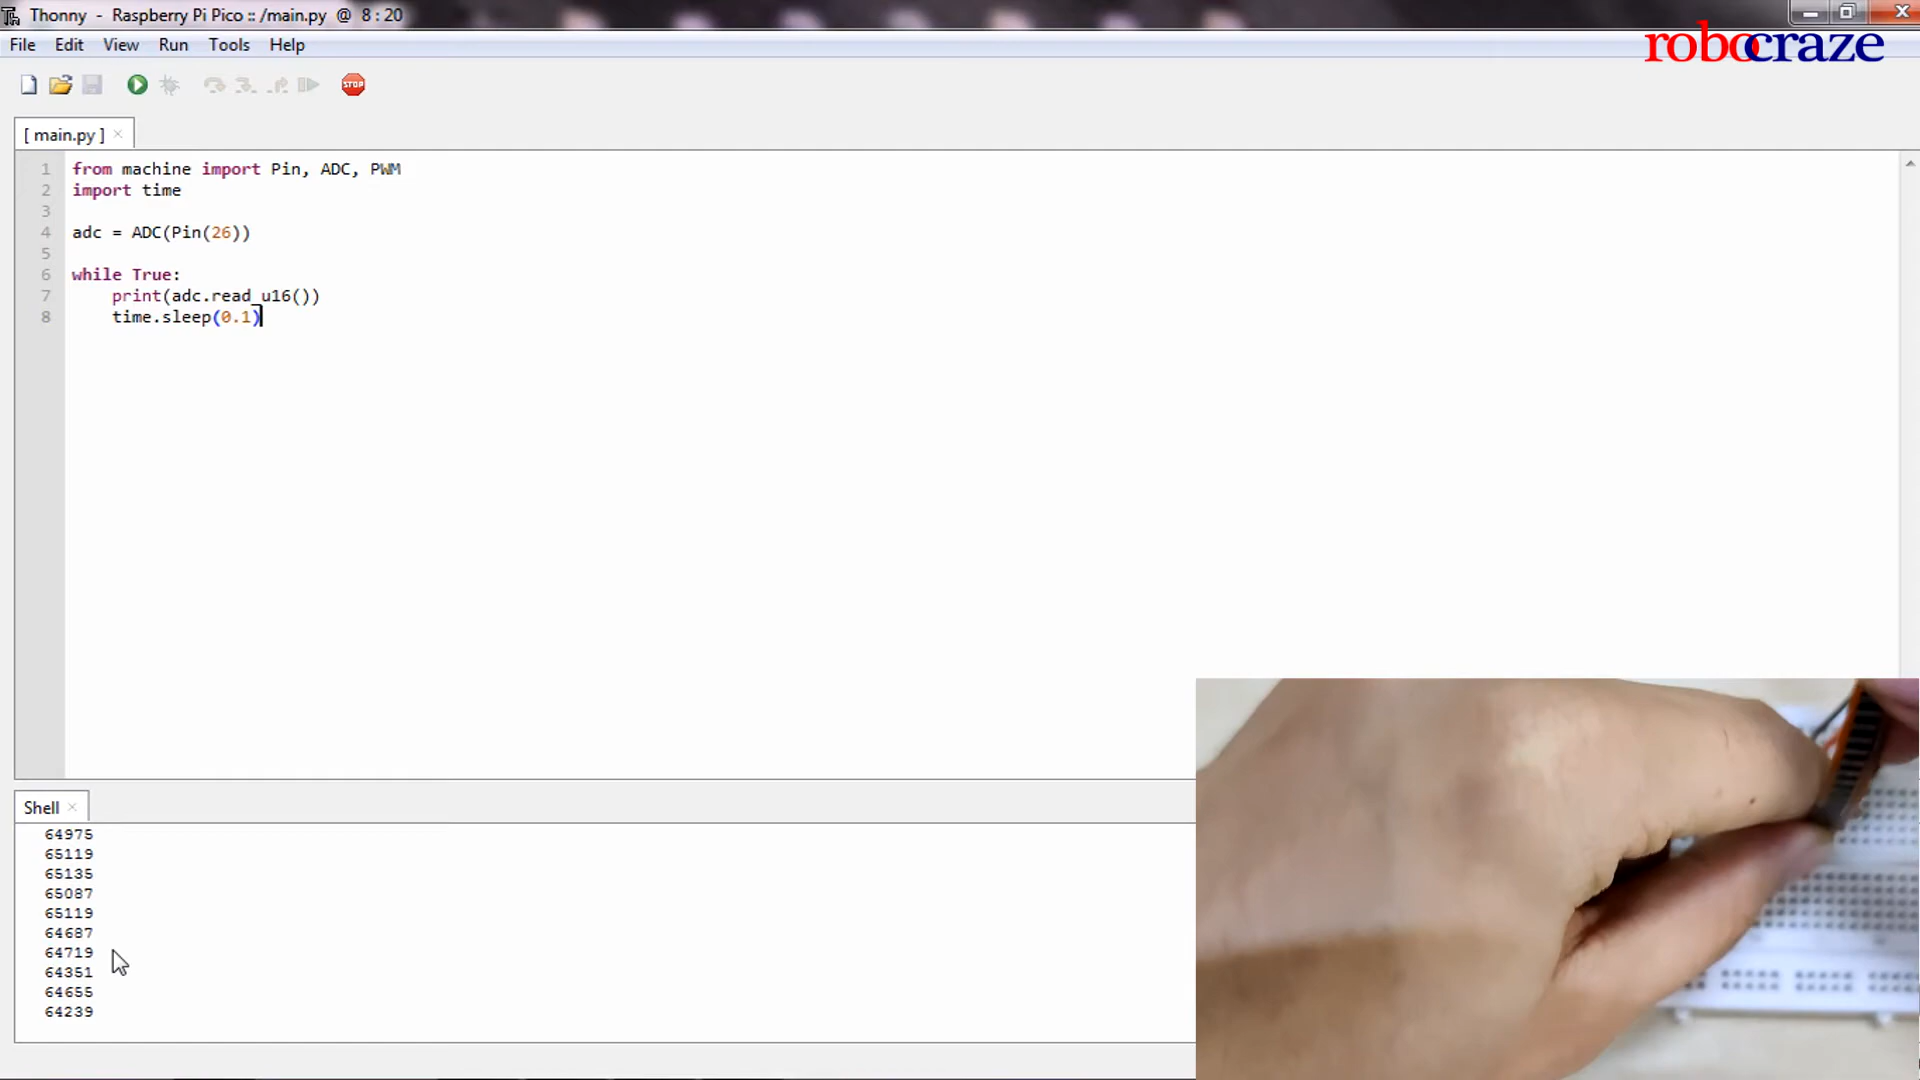 Thonny - Raspberry Pi Pico :: /main.py @ 8 : 20
robocraze
File Edit View Run Tools Help
STOP
[ main.py ] ×
1 from machine import Pin, ADC, PWM
2 import time
3
4 adc = ADC(Pin(26))
5
6 while True:
7 print(adc.read_u16())
8 time.sleep(0.1)
Shell ×
64975
65119
65135
65087
65119
64687
64719
64351
64655
64239